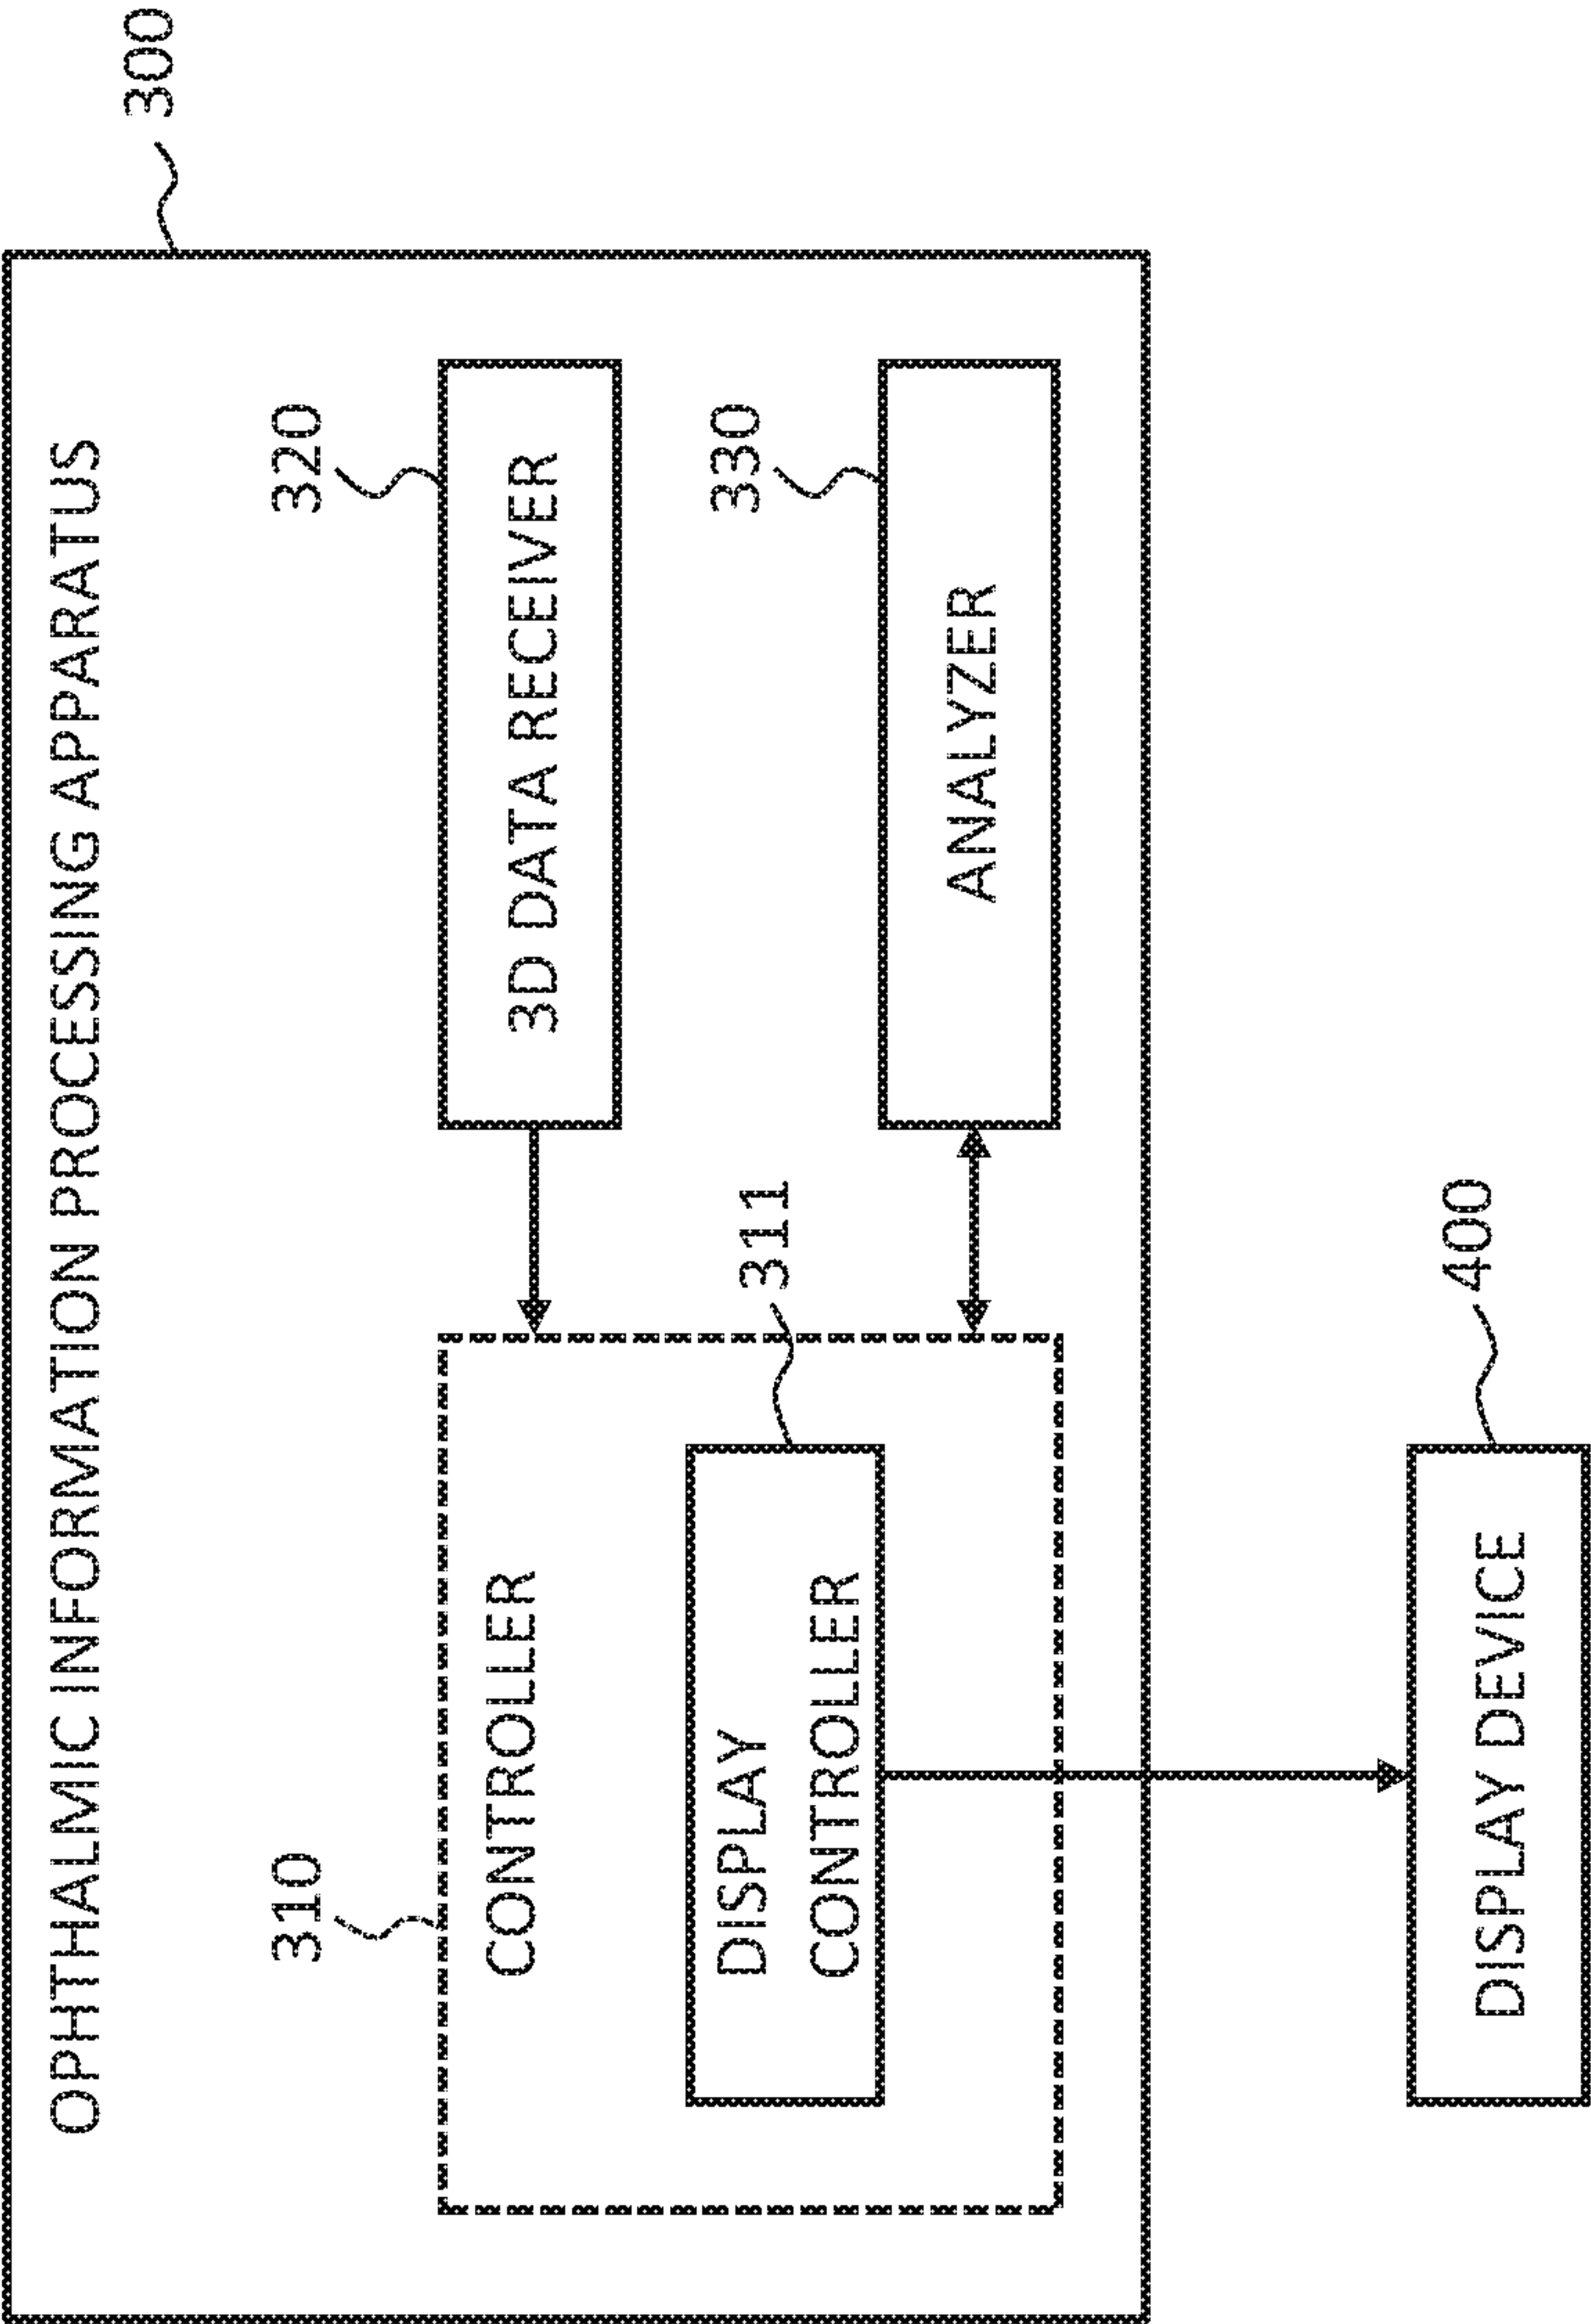 300
OPHTHALMIC INFORMATION PROCESSING APPARATUS
310
320
CONTROLLER
3D DATA RECEIVER
DISPLAY
CONTROLLER
311
330
ANALYZER
400
DISPLAY DEVICE